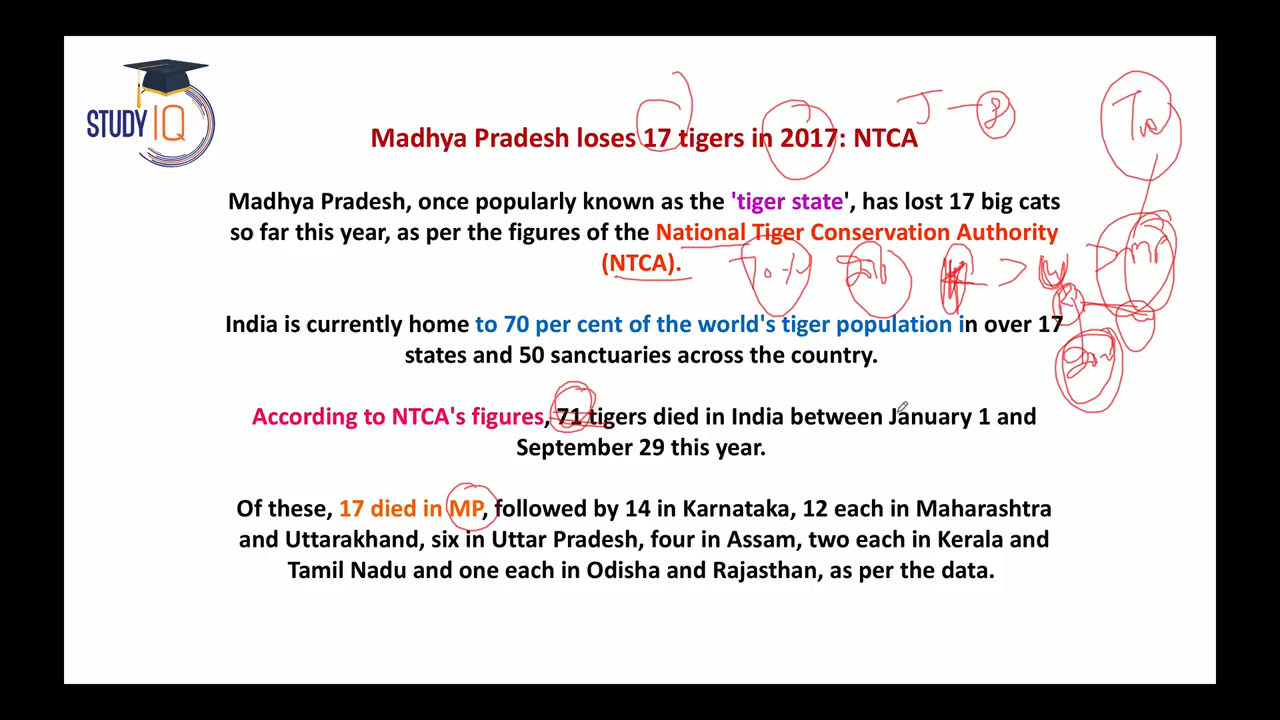 STUDY IQ
Madhya Pradesh loses 17 tigers in 2017: NTCA
Madhya Pradesh, once popularly known as the 'tiger state', has lost 17 big cats
so far this year, as per the figures of the National Tiger Conservation Authority
(NTCA).
India is currently home to 70 per cent of the world's tiger population in over 17
states and 50 sanctuaries across the country.
According to NTCA's figures, 71 tigers died in India between January 1 and
September 29 this year.
Of these, 17 died in MP, followed by 14 in Karnataka, 12 each in Maharashtra
and Uttarakhand, six in Uttar Pradesh, four in Assam, two each in Kerala and
Tamil Nadu and one each in Odisha and Rajasthan, as per the data.